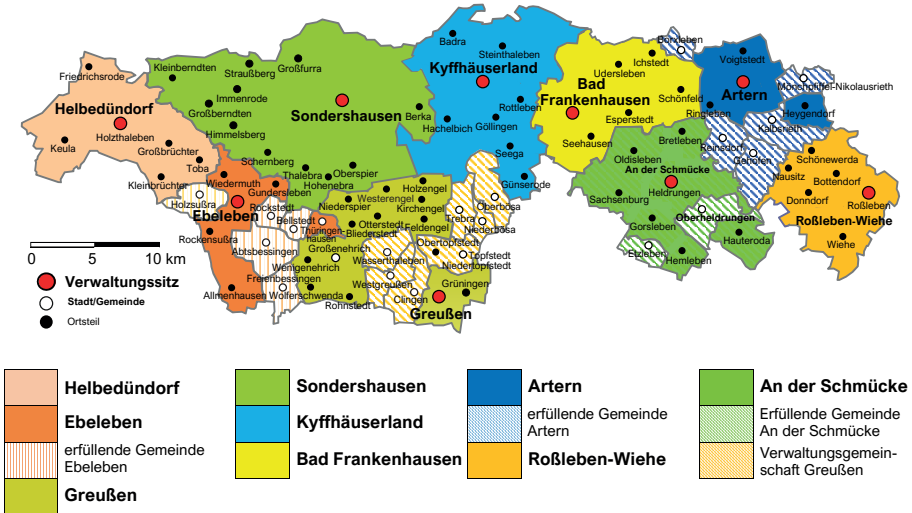 Badra
Steinthaleben
Borxleben
Friedrichsrode
Kleinberndten
Straußberg
Großfurra
Kyffhäuserland
Udersleben
Ichstedt
Voigtstedt
Mönchpfiffel-Nikolausrieth
Helbedündorf
Großberndten
Immenrode
Sondershausen
Berka
Rottleben
Bad
Frankenhausen
Schönfeld
Artern
Ringleben
Heygendorf
Holzthaleben
Himmelsberg
Hachelbich
Göllingen
Esperstedt
Kalbsrieth
Keula
Großbrüchter
Seehausen
Bretleben
Reinsdorf
Toba
Schernberg
Seega
Oldisleben
An der Schmücke
Gehofen
Schönewerda
Kleinbrüchter
Wiedermuth
Thalebra
Oberspier
Hohenebra
Holzengel
Günserode
Heldrungen
Nausitz
Bottendorf
Holzsußra
Gundersleben
Westerengel
Kirchengel
Oberbösa
Sachsenburg
Donndorf
Roßleben
Ebeleben
Rockstedt
Niederspier
Trebra
Niederbösa
Oberheldrungen
Roßleben-Wiehe
Bellstedt
Otterstedt
Feldengel
Gorsleben
Rockensußra
Thüringen-
hausen
Bliederstedt
Obertopfstedt
Hauteroda
Wiehe
Abtsbessingen
Großenehrich
Wasserthaleben
Topfstedt
Niedertopfstedt
Etzleben
Hemleben
0 5 10 km
Wenigenehrich
Freienbessingen
Westgreußen
Grüningen
Verwaltungssitz
Allmenhausen
Wolferschwenda
Clingen
Stadt/Gemeinde
Rohnstedt
Greußen
Ortsteil
Helbedündorf
Ebeleben
erfüllende Gemeinde
Ebeleben
Greußen
Sondershausen
Kyffhäuserland
Bad Frankenhausen
Artern
erfüllende Gemeinde
Artern
Roßleben-Wiehe
An der Schmücke
Erfüllende Gemeinde
An der Schmücke
Verwaltungsgemein-
schaft Greußen